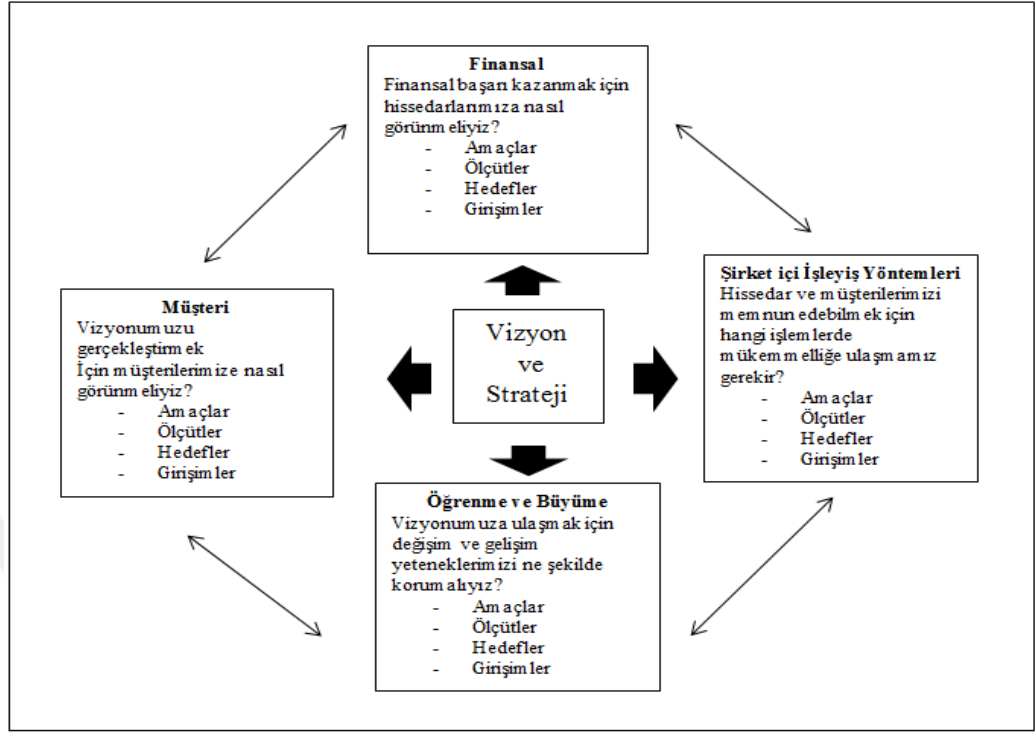 Finansal
Finansal başarı kazanmak için
hissedarlarımıza nasıl
görünmeliyiz?
- Amaçlar
- Ölçütler
- Hedefler
- Girişimler
Müşteri
Vizyonumuzu
gerçekleştirmek
İçin müşterilerimize nasıl
görünmeliyiz?
- Amaçlar
- Ölçütler
- Hedefler
- Girişimler
Vizyon
ve
Strateji
Şirket içi İşleyiş Yöntemleri
Hissedar ve müşterilerimizi
memnun edebilmek için
hangi işlemlerde
mükemmelliğe ulaşmamız
gerekir?
- Amaçlar
- Ölçütler
- Hedefler
- Girişimler
Öğrenme ve Büyüme
Vizyonumuza ulaşmak için
değişim ve gelişim
yeteneklerimizi ne şekilde
korumalıyız?
- Amaçlar
- Ölçütler
- Hedefler
- Girişimler